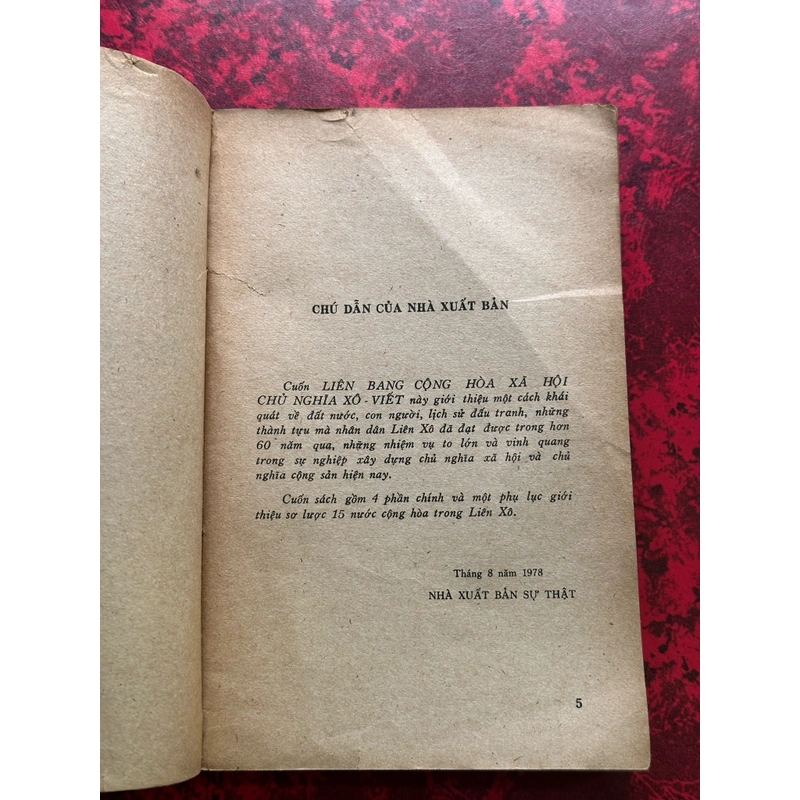 CHÚ DẪN CỦA NHÀ XUẤT BẢN
Cuốn LIÊN BANG CỘNG HÒA XÃ HỘI
CHỦ NGHĨA XÔ-VIẾT này giới thiệu một cách khái
quát về đất nước, con người, lịch sử đấu tranh, những
thành tựu mà nhân dân Liên Xô đã đạt được trong hơn
60 năm qua, những nhiệm vụ to lớn và vinh quang
trong sự nghiệp xây dựng chủ nghĩa xã hội và chủ
nghĩa cộng sản hiện nay.
Cuốn sách gồm 4 phần chính và một phụ lục giới
thiệu sơ lược 15 nước cộng hòa trong Liên Xô.
Tháng 8 năm 1978
NHÀ XUẤT BẢN SỰ THẬT
5